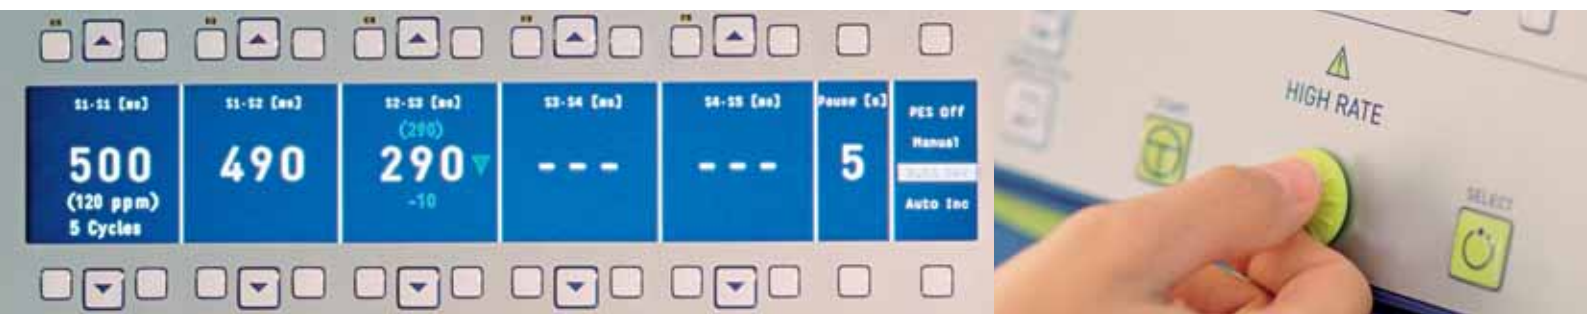 S1-S1 [ms]
500
(120 ppm)
5 Cycles
S1-S2 [ms]
490
S2-S3 [ms]
(290)
290
-10
S3-S4 [ms]
---
S4-S5 [ms]
---
Pause [s]
5
PES Off
Manual
Auto Inc
HIGH RATE
START
SELECT